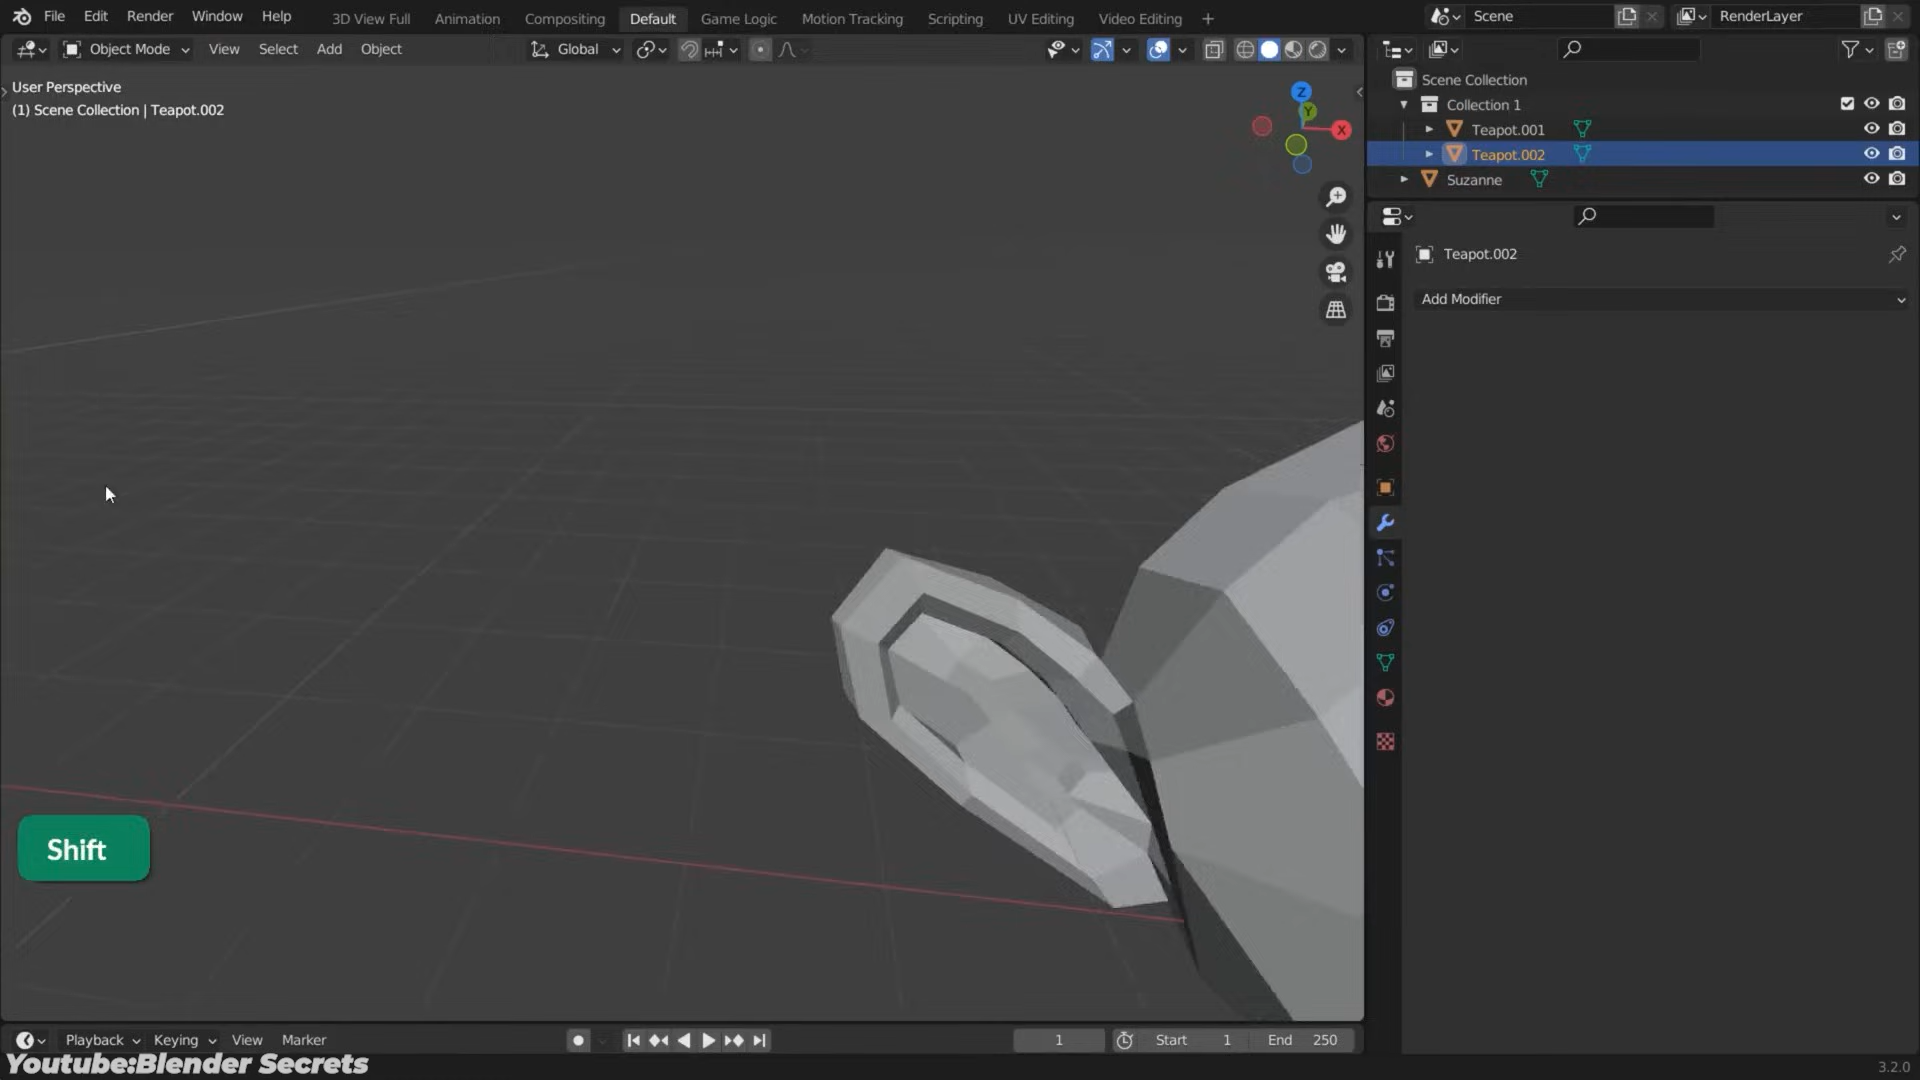 File Edit Render Window Help 3D View Full Animation Compositing Default Game Logic Motion Tracking Scripting UV Editing Video Editing + Scene RenderLayer
Object Mode View Select Add Object Global
User Perspective
(1) Scene Collection | Teapot.002
Z
Y
X
Scene Collection
Collection 1
Teapot.001
Teapot.002
Suzanne
Teapot.002
Add Modifier
Shift
Playback Keying View Marker 1 Start 1 End 250
Youtube:Blender Secrets
3.2.0